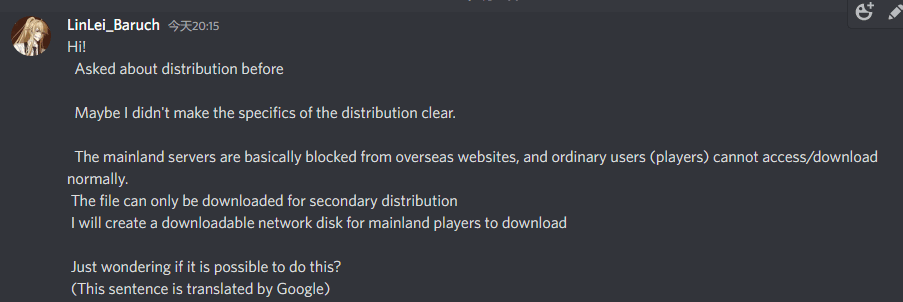 LinLei_Baruch 今天20:15
Hi!
Asked about distribution before
Maybe I didn't make the specifics of the distribution clear.
The mainland servers are basically blocked from overseas websites, and ordinary users (players) cannot access/download
normally.
The file can only be downloaded for secondary distribution
I will create a downloadable network disk for mainland players to download
Just wondering if it is possible to do this?
(This sentence is translated by Google)